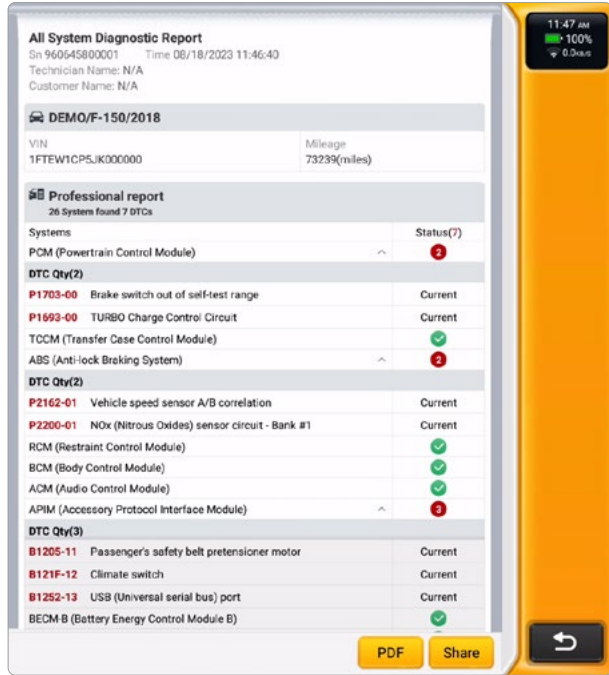 All System Diagnostic Report
Sn 960645800001 Time 08/18/2023 11:46:40
Technician Name: N/A
Customer Name: N/A
DEMO/F-150/2018
VIN Mileage
1FTEW1CP5JK000000 73239(miles)
Professional report
26 System found 7 DTCs
Systems Status(7)
PCM (Powertrain Control Module) 2
DTC Qty(2)
P1703-00 Brake switch out of self-test range Current
P1693-00 TURBO Charge Control Circuit Current
TCCM (Transfer Case Control Module)
ABS (Anti-lock Braking System) 2
DTC Qty(2)
P2162-01 Vehicle speed sensor A/B correlation Current
P2200-01 NOx (Nitrous Oxides) sensor circuit - Bank #1 Current
RCM (Restraint Control Module)
BCM (Body Control Module)
ACM (Audio Control Module)
APIM (Accessory Protocol Interface Module) 3
DTC Qty(3)
B1205-11 Passenger's safety belt pretensioner motor Current
B121F-12 Climate switch Current
B1252-13 USB (Universal serial bus) port Current
BECM-B (Battery Energy Control Module B)
PDF Share
11:47 AM
100%